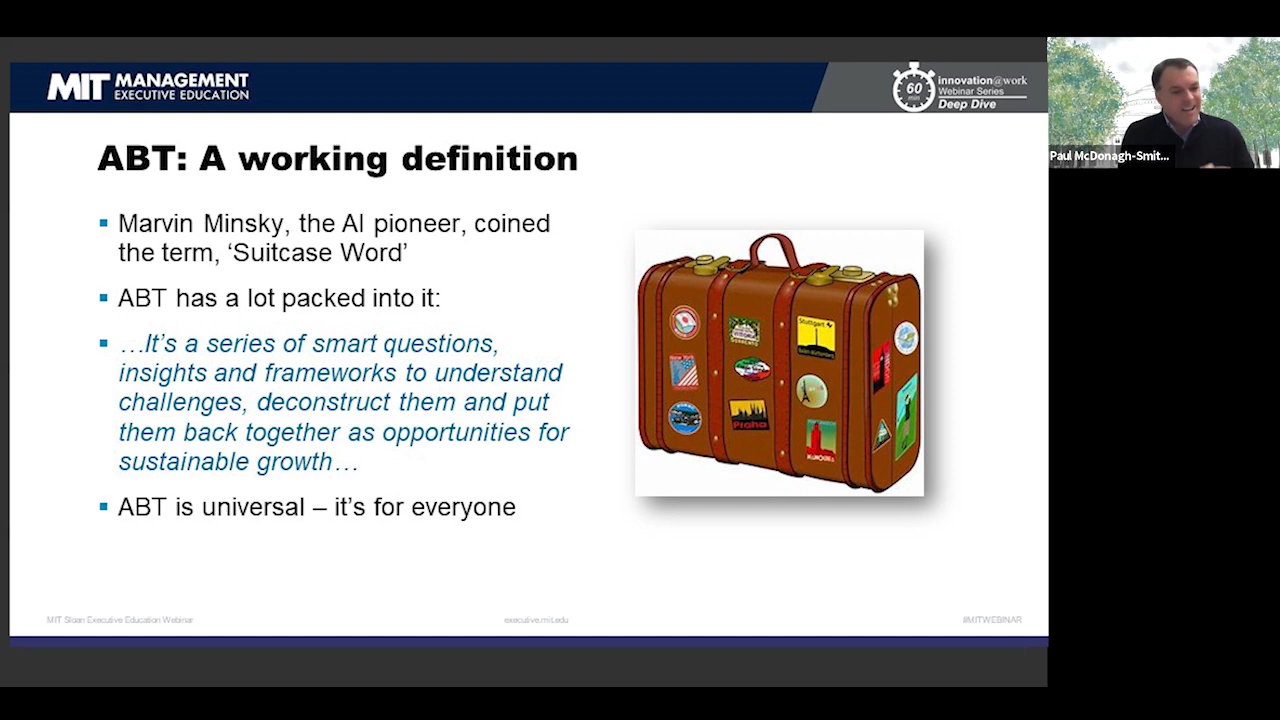 MIT MANAGEMENT
EXECUTIVE EDUCATION
60
min
innovation@work
Webinar Series
Deep Dive
Paul McDonagh-Smit...
ABT: A working definition
Marvin Minsky, the AI pioneer, coined
the term, ‘Suitcase Word’
ABT has a lot packed into it:
…It’s a series of smart questions,
insights and frameworks to understand
challenges, deconstruct them and put
them back together as opportunities for
sustainable growth…
ABT is universal – it’s for everyone
Stuttgart
New York
Praha
MIT Sloan Executive Education Webinar
executive.mit.edu
#MITWEBINAR